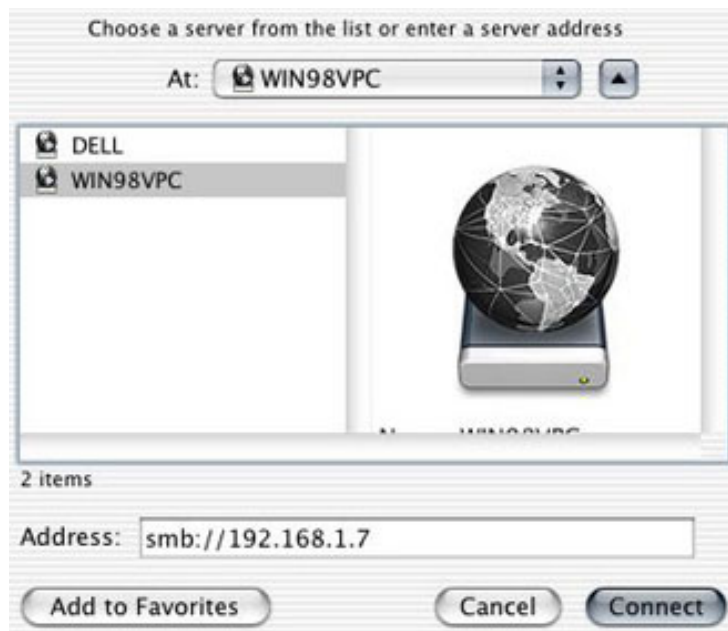 Choose a server from the list or enter a server address
At: WIN98VPC
DELL
WIN98VPC
WIN98VPC
2 items
Address: smb://192.168.1.7
Add to Favorites Cancel Connect